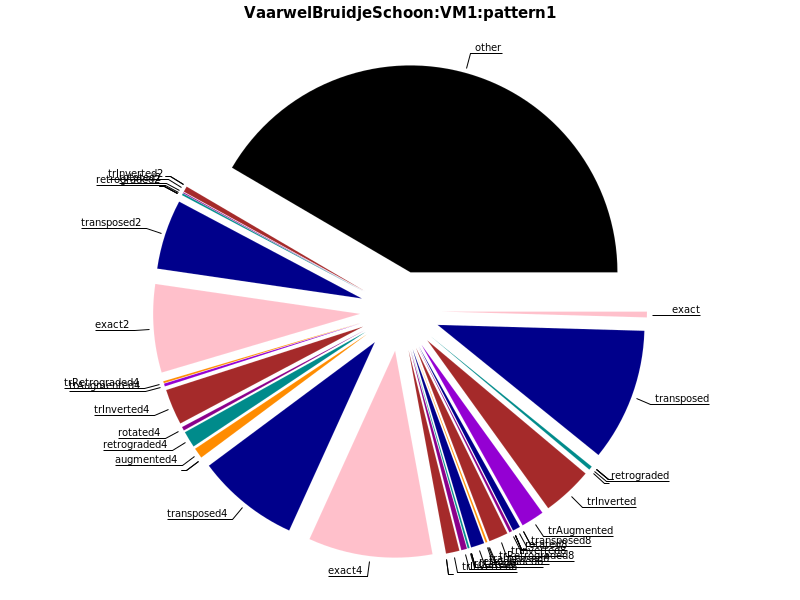 VaarwelBruidjeSchoon:VM1:pattern1
other
trInverted2
retrograded2
transposed2
exact
exact2
trRetrograded4
transposed
trInverted4
rotated4
retrograded4
augmented4
retrograded
trInverted
transposed4
trAugmented
transposed8
exact4